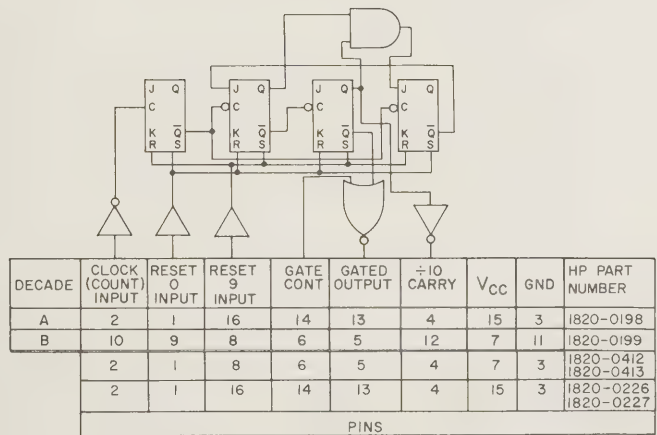 J Q J Q J Q J Q
C C C C
K Q̅ K Q̅ K Q̅ K Q̅
R S R S R S R S
DECADE CLOCK (COUNT) INPUT RESET 0 INPUT RESET 9 INPUT GATE CONT GATED OUTPUT ÷10 CARRY VCC GND HP PART NUMBER
A 2 1 16 14 13 4 15 3 1820-0198
B 10 9 8 6 5 12 7 11 1820-0199
2 1 8 6 5 4 7 3 1820-0412
1820-0413
2 1 16 14 13 4 15 3 1820-0226
1820-0227
PINS